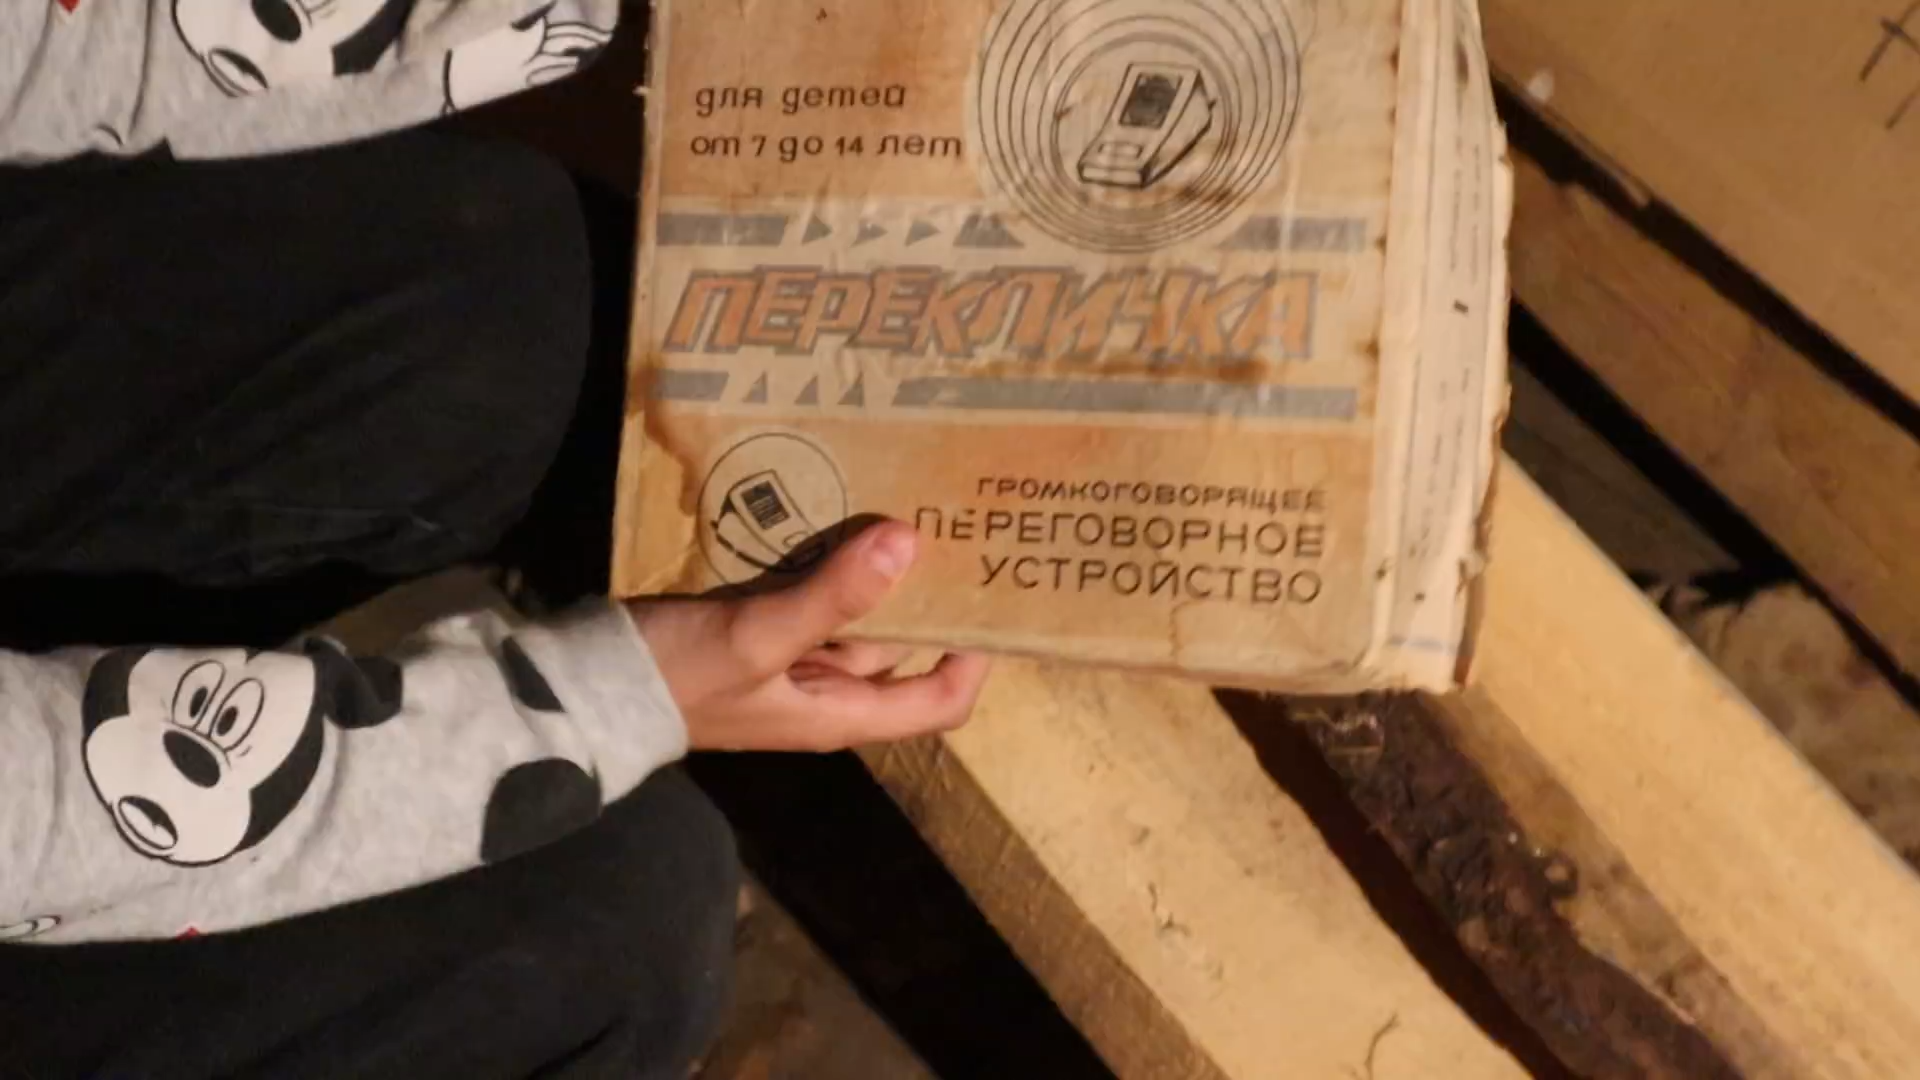 для детей
от 7 до 14 лет
ПЕРЕКЛИЧКА
ГРОМКОГОВОРЯЩЕЕ
ПЕРЕГОВОРНОЕ
УСТРОЙСТВО